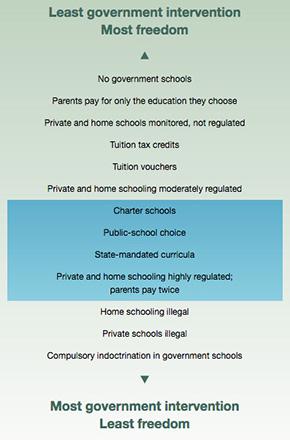 Least government intervention
Most freedom
No government schools
Parents pay for only the education they choose
Private and home schools monitored, not regulated
Tuition tax credits
Tuition vouchers
Private and home schooling moderately regulated
Charter schools
Public-school choice
State-mandated curricula
Private and home schooling highly regulated;
parents pay twice
Home schooling illegal
Private schools illegal
Compulsory indoctrination in government schools
Most government intervention
Least freedom